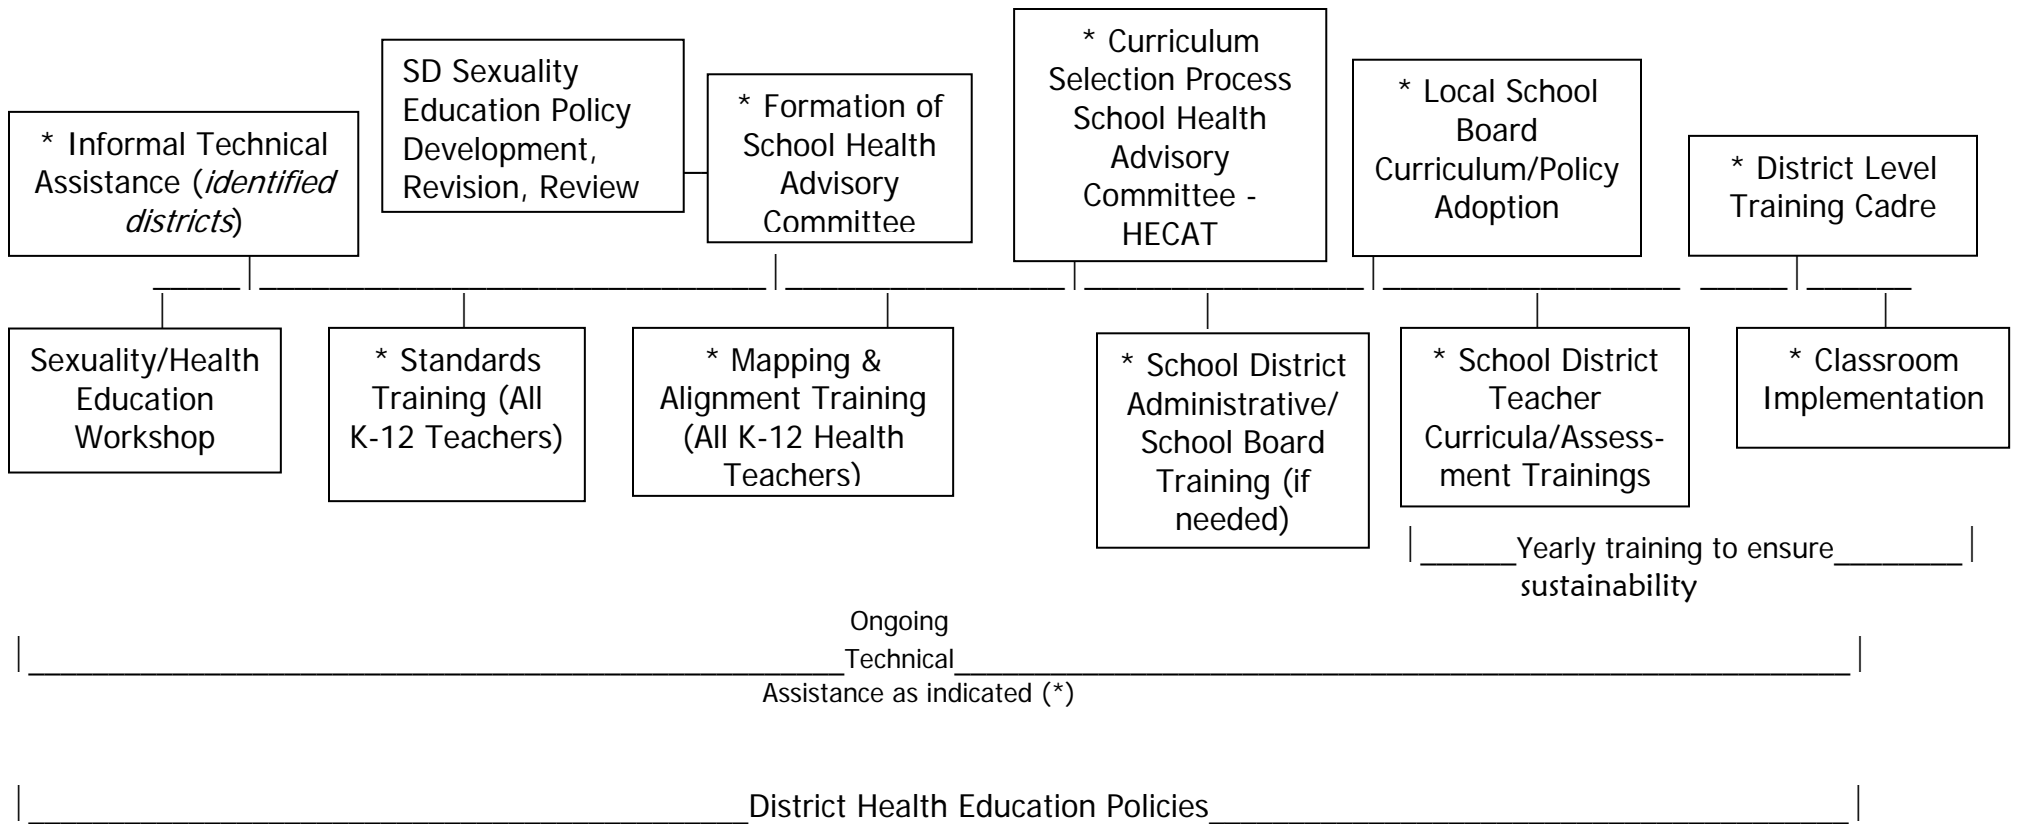 * Informal Technical
Assistance (identified
districts)
SD Sexuality
Education Policy
Development,
Revision, Review
* Formation of
School Health
Advisory
Committee
* Curriculum
Selection Process
School Health
Advisory
Committee -
HECAT
* Local School
Board
Curriculum/Policy
Adoption
* District Level
Training Cadre
Sexuality/Health
Education
Workshop
* Standards
Training (All
K-12 Teachers)
* Mapping &
Alignment Training
(All K-12 Health
Teachers)
* School District
Administrative/
School Board
Training (if
needed)
* School District
Teacher
Curricula/Assess-
ment Trainings
* Classroom
Implementation
Yearly training to ensure
sustainability
Ongoing
Technical
Assistance as indicated (*)
District Health Education Policies